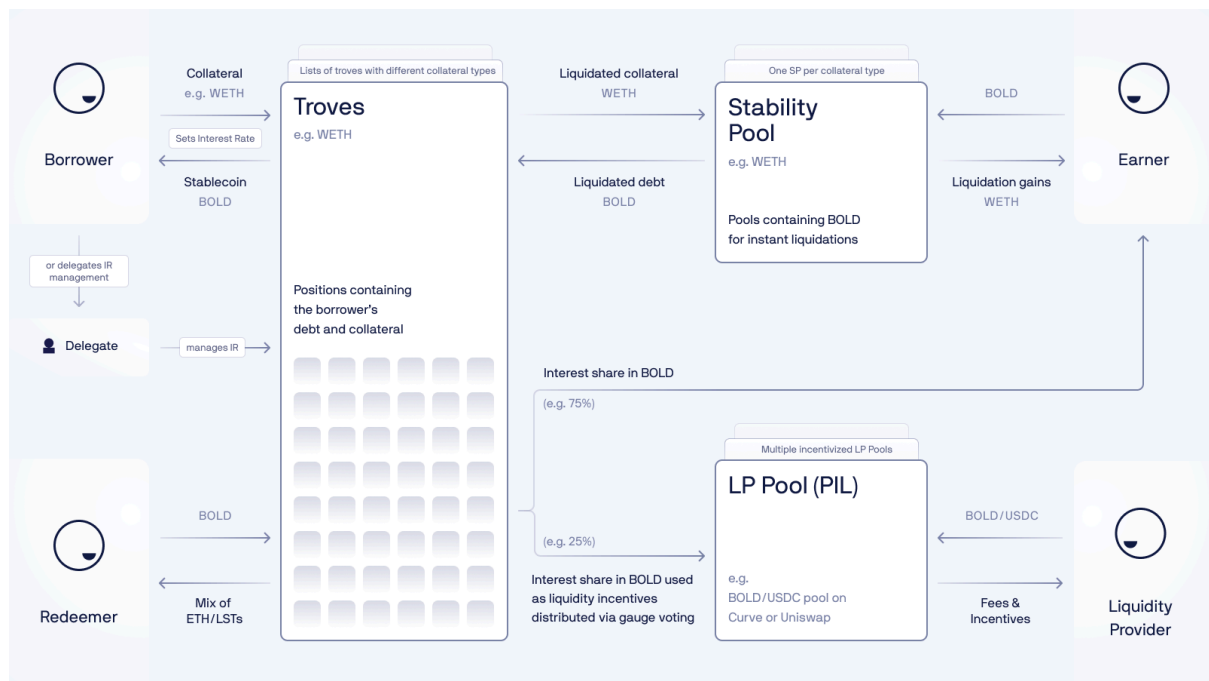 Borrower
Collateral
e.g. WETH
Sets Interest Rate
Stablecoin
BOLD
or delegates IR
management
Delegate
manages IR
Redeemer
BOLD
Mix of
ETH/LSTs
Lists of troves with different collateral types
Troves
e.g. WETH
Positions containing
the borrower's
debt and collateral
Liquidated collateral
WETH
Liquidated debt
BOLD
One SP per collateral type
Stability
Pool
e.g. WETH
Pools containing BOLD
for instant liquidations
BOLD
Liquidation gains
WETH
Earner
Interest share in BOLD
(e.g. 75%)
(e.g. 25%)
Interest share in BOLD used
as liquidity incentives
distributed via gauge voting
Multiple incentivized LP Pools
LP Pool (PIL)
e.g.
BOLD/USDC pool on
Curve or Uniswap
BOLD/USDC
Fees &
Incentives
Liquidity
Provider